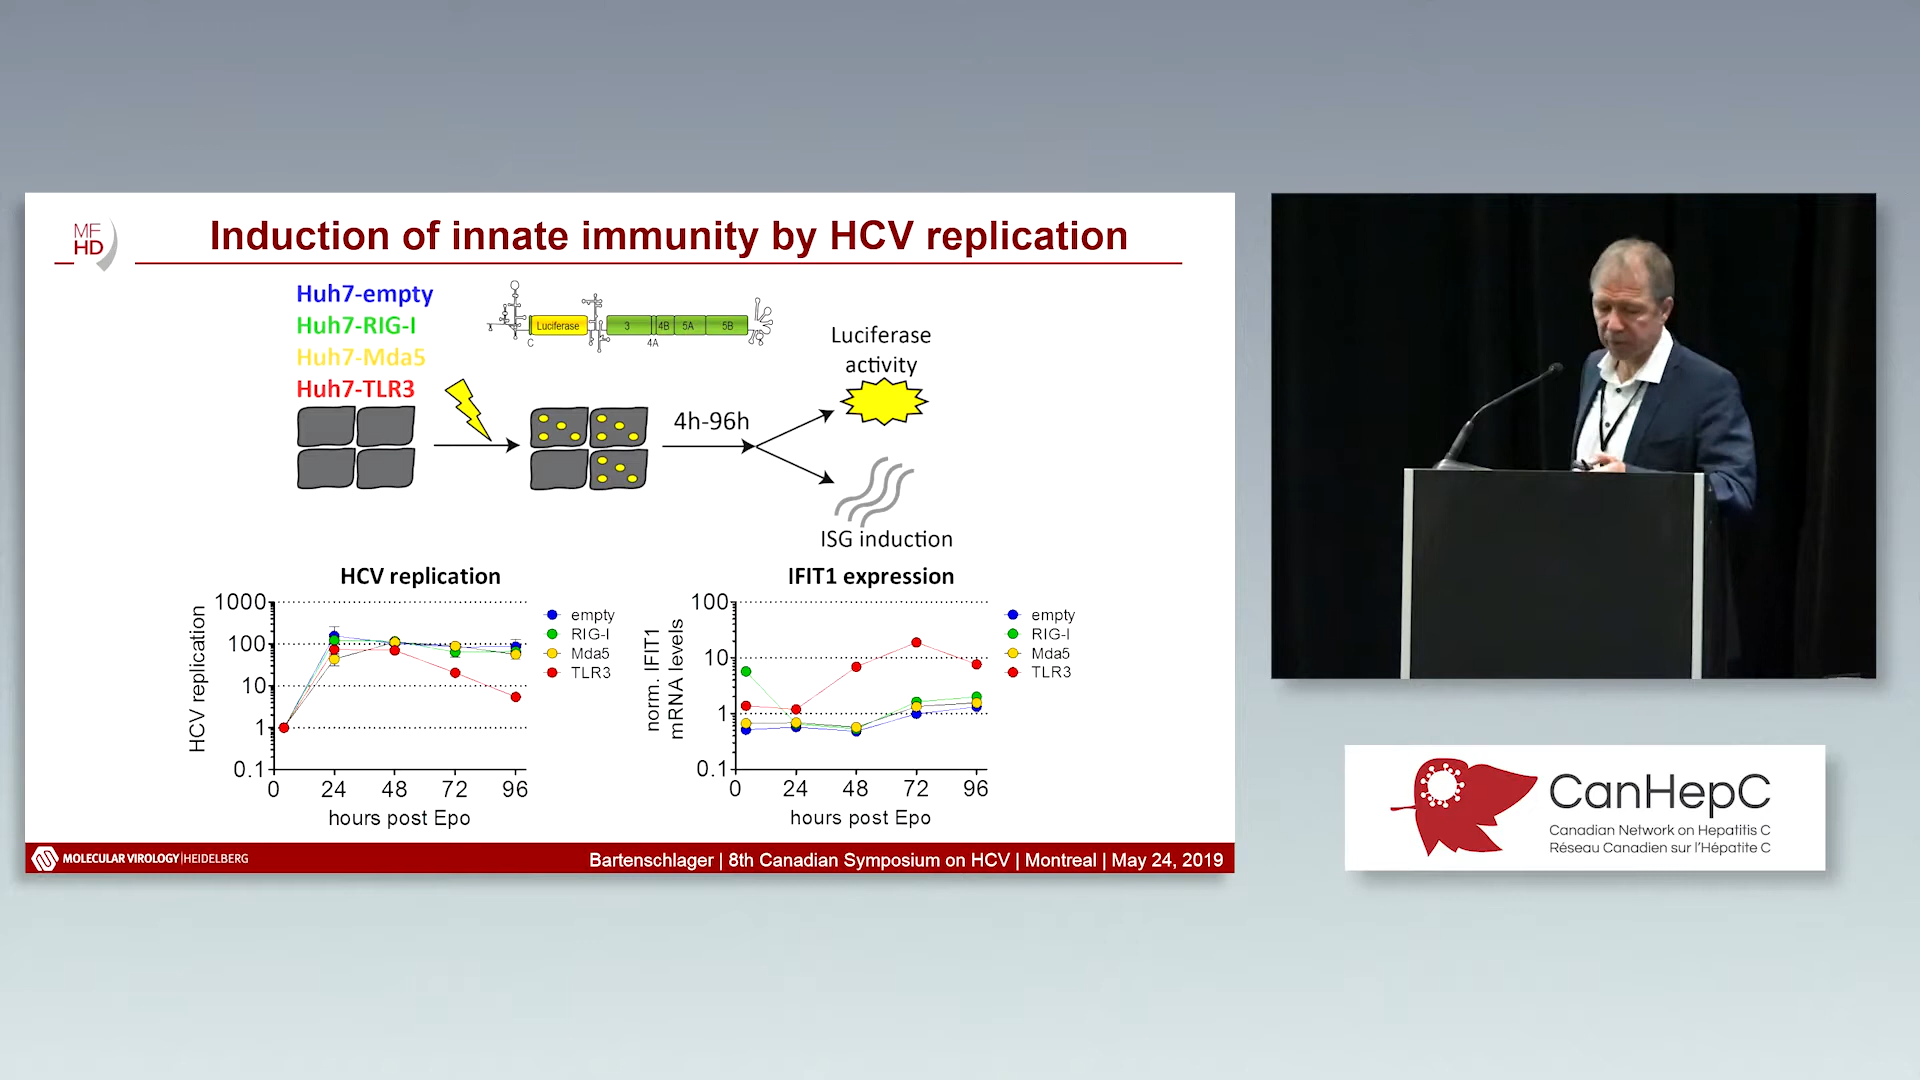 MF
HD
Induction of innate immunity by HCV replication
Huh7-empty
Huh7-RIG-I
Huh7-Mda5
Huh7-TLR3
Luciferase
3
4B
5A
5B
C
4A
4h-96h
Luciferase
activity
ISG induction
HCV replication
HCV replication
1000
100
10
1
0.1
0
24
48
72
96
hours post Epo
empty
RIG-I
Mda5
TLR3
IFIT1 expression
norm. IFIT1
mRNA levels
100
10
1
0.1
0
24
48
72
96
hours post Epo
empty
RIG-I
Mda5
TLR3
MOLECULAR VIROLOGY|HEIDELBERG
Bartenschlager | 8th Canadian Symposium on HCV | Montreal | May 24, 2019
CanHepC
Canadian Network on Hepatitis C
Réseau Canadien sur l'Hépatite C